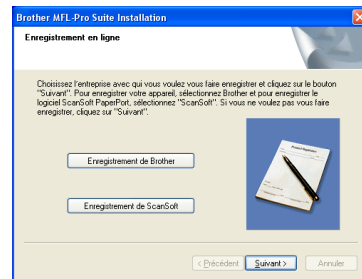 Brother MFL-Pro Suite Installation
Enregistrement en ligne
Choisissez l'entreprise avec qui vous voulez vous faire enregistrer et cliquez sur le bouton
"Suivant". Pour enregistrer votre appareil, sélectionnez Brother et pour enregistrer le
logiciel ScanSoft PaperPort, sélectionnez "ScanSoft". Si vous ne voulez pas vous faire
enregistrer, cliquez sur "Suivant".
Enregistrement de Brother
Product Registration
Enregistrement de ScanSoft
< Précédent Suivant > Annuler